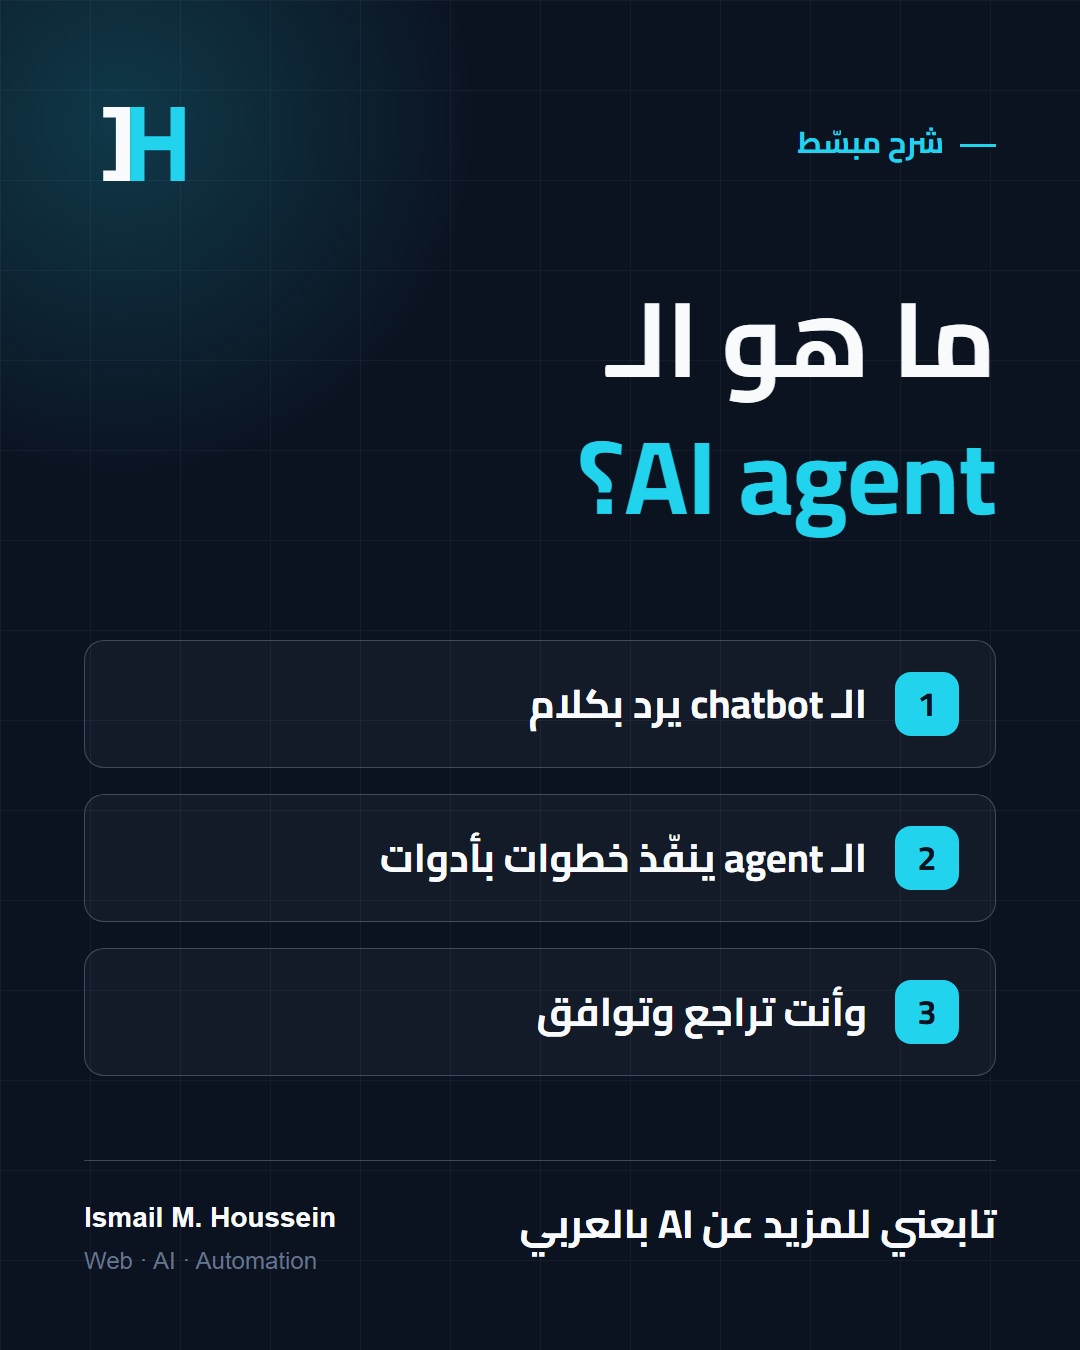 شرح مبسّط
ما هو الـ
AI agent؟
1 الـ chatbot يرد بكلام
2 الـ agent ينفّذ خطوات بأدوات
3 وأنت تراجع وتوافق
تابعني للمزيد عن AI بالعربي
Ismail M. Houssein
Web · AI · Automation